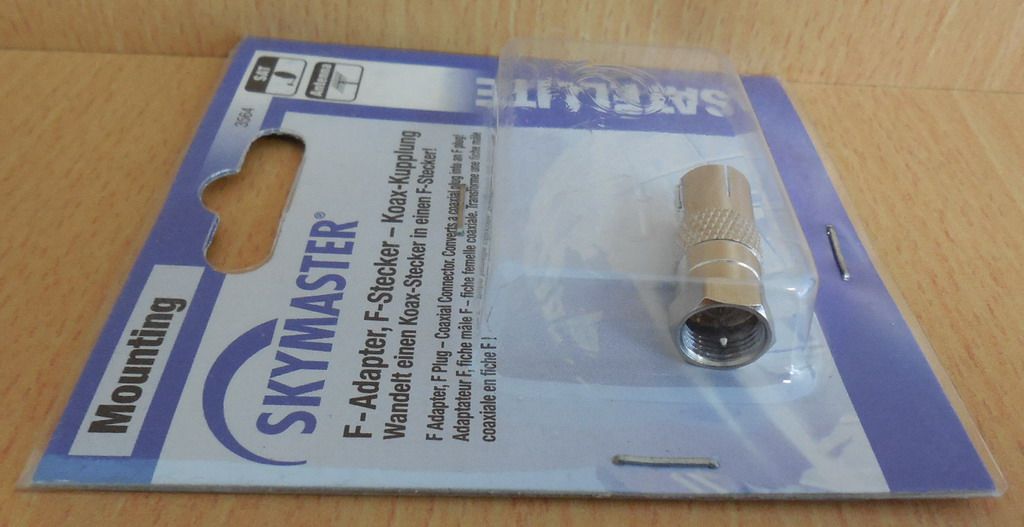 Mounting
SKYMASTER®
F-Adapter, F-Stecker – Koax-Kupplung
Wandelt einen Koax-Stecker in einen F-Stecker!
F Adapter, F Plug – Coaxial Connector. Converts a coaxial plug into an F plug!
Adaptateur F, fiche mâle F – fiche femelle coaxiale. Transforme une fiche mâle
coaxiale en fiche F !
3564
SAT
Antenna
SATELLITE